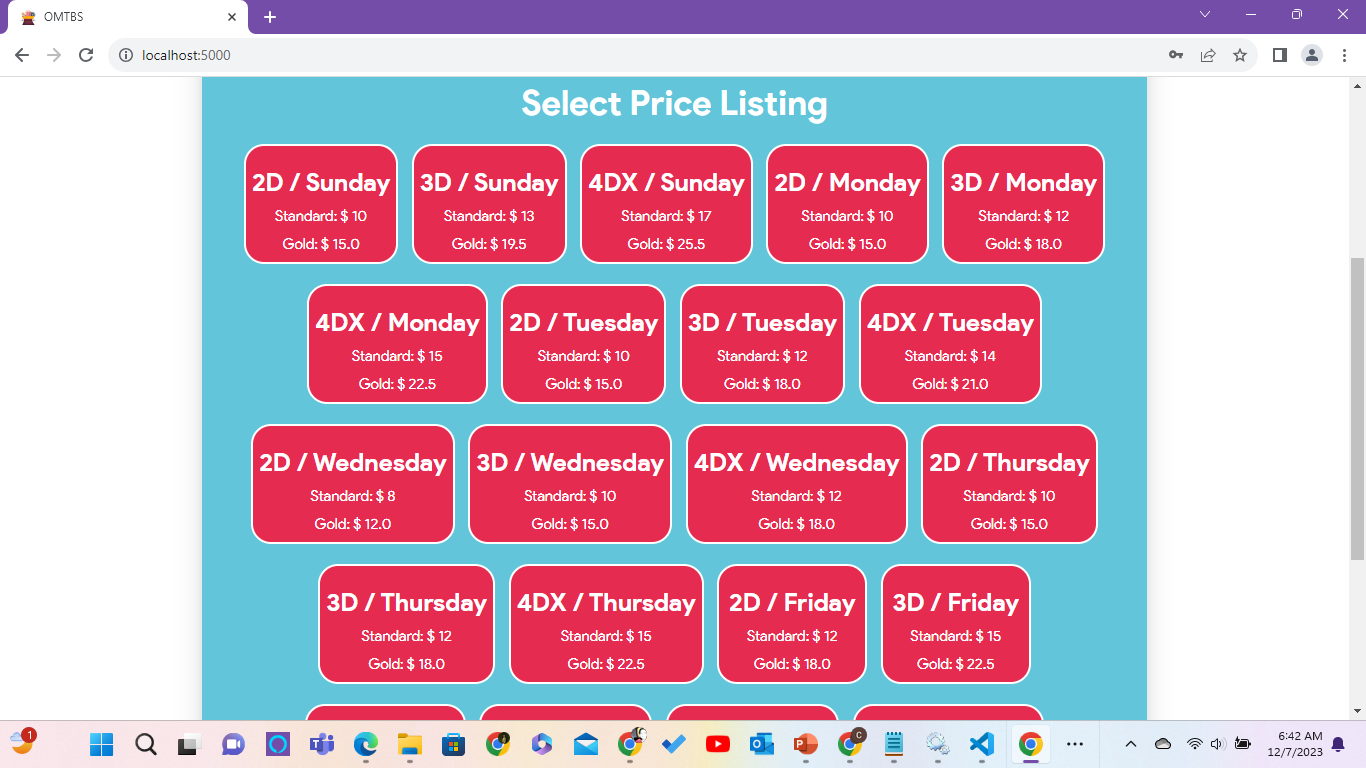 OMTBS
localhost:5000
Select Price Listing
2D / Sunday
Standard: $ 10
Gold: $ 15.0
3D / Sunday
Standard: $ 13
Gold: $ 19.5
4DX / Sunday
Standard: $ 17
Gold: $ 25.5
2D / Monday
Standard: $ 10
Gold: $ 15.0
3D / Monday
Standard: $ 12
Gold: $ 18.0
4DX / Monday
Standard: $ 15
Gold: $ 22.5
2D / Tuesday
Standard: $ 10
Gold: $ 15.0
3D / Tuesday
Standard: $ 12
Gold: $ 18.0
4DX / Tuesday
Standard: $ 14
Gold: $ 21.0
2D / Wednesday
Standard: $ 8
Gold: $ 12.0
3D / Wednesday
Standard: $ 10
Gold: $ 15.0
4DX / Wednesday
Standard: $ 12
Gold: $ 18.0
2D / Thursday
Standard: $ 10
Gold: $ 15.0
3D / Thursday
Standard: $ 12
Gold: $ 18.0
4DX / Thursday
Standard: $ 15
Gold: $ 22.5
2D / Friday
Standard: $ 12
Gold: $ 18.0
3D / Friday
Standard: $ 15
Gold: $ 22.5
1
C
6:42 AM
12/7/2023